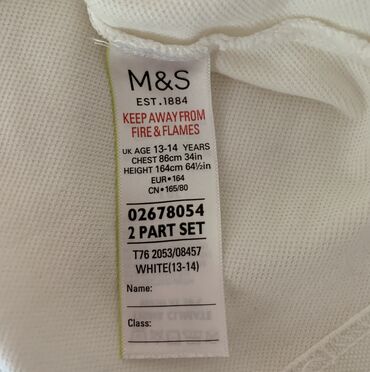 M&S
EST.1884
KEEP AWAY FROM
FIRE & FLAMES
UK AGE 13-14 YEARS
CHEST 86cm 34in
HEIGHT 164cm 64½in
EUR•164
CN•165/80
02678054
2 PART SET
T76 2053/08457
WHITE(13-14)
Name:
Class: